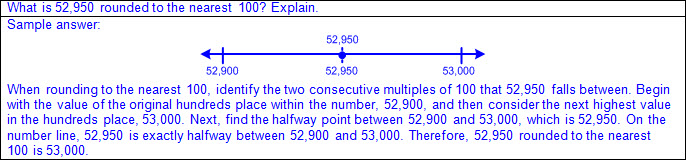 What is 52,950 rounded to the nearest 100? Explain.
Sample answer:
52,950
52,900 52,950 53,000
When rounding to the nearest 100, identify the two consecutive multiples of 100 that 52,950 falls between. Begin
with the value of the original hundreds place within the number, 52,900, and then consider the next highest value
in the hundreds place, 53,000. Next, find the halfway point between 52,900 and 53,000, which is 52,950. On the
number line, 52,950 is exactly halfway between 52,900 and 53,000. Therefore, 52,950 rounded to the nearest
100 is 53,000.